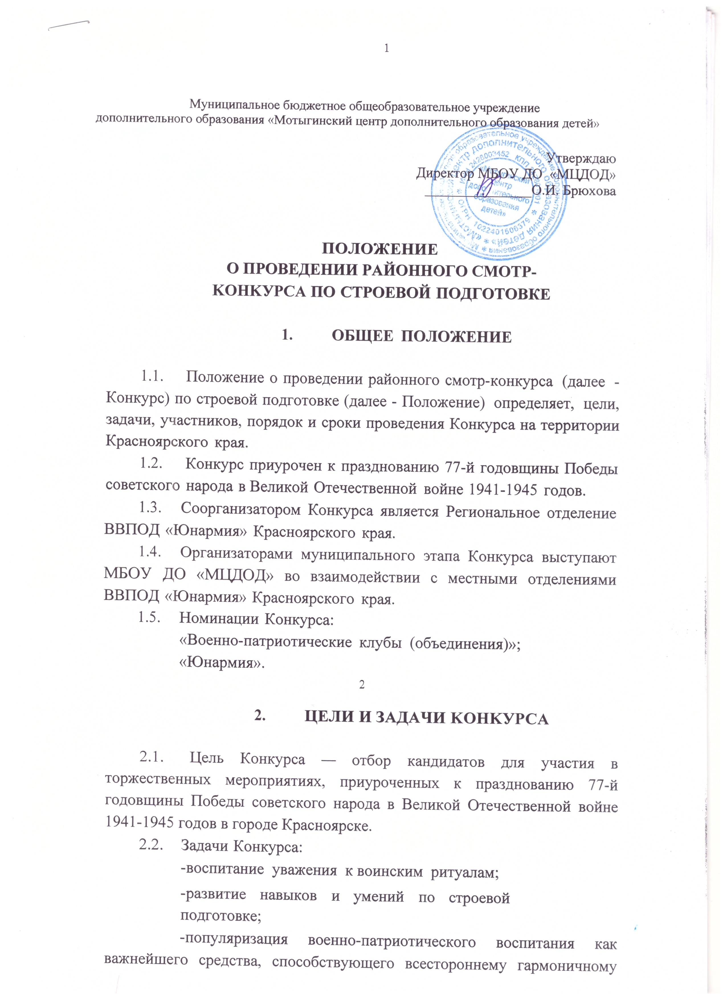 1
Муниципальное бюджетное общеобразовательное учреждение
дополнительного образования «Мотыгинский центр дополнительного образования детей»
Утверждаю
Директор МБОУ ДО «МЦДОД»
О.И. Брюхова
«Мотыгинский
центр
дополнительного
образования
детей»
ОГРН 1022401506379
ПОЛОЖЕНИЕ
О ПРОВЕДЕНИИ РАЙОННОГО СМОТР-
КОНКУРСА ПО СТРОЕВОЙ ПОДГОТОВКЕ
1. ОБЩЕЕ ПОЛОЖЕНИЕ
1.1. Положение о проведении районного смотр-конкурса (далее -
Конкурс) по строевой подготовке (далее - Положение) определяет, цели,
задачи, участников, порядок и сроки проведения Конкурса на территории
Красноярского края.
1.2. Конкурс приурочен к празднованию 77-й годовщины Победы
советского народа в Великой Отечественной войне 1941-1945 годов.
1.3. Соорганизатором Конкурса является Региональное отделение
ВВПОД «Юнармия» Красноярского края.
1.4. Организаторами муниципального этапа Конкурса выступают
МБОУ ДО «МЦДОД» во взаимодействии с местными отделениями
ВВПОД «Юнармия» Красноярского края.
1.5. Номинации Конкурса:
«Военно-патриотические клубы (объединения)»;
«Юнармия».
2
2. ЦЕЛИ И ЗАДАЧИ КОНКУРСА
2.1. Цель Конкурса — отбор кандидатов для участия в
торжественных мероприятиях, приуроченных к празднованию 77-й
годовщины Победы советского народа в Великой Отечественной войне
1941-1945 годов в городе Красноярске.
2.2. Задачи Конкурса:
-воспитание уважения к воинским ритуалам;
-развитие навыков и умений по строевой
подготовке;
-популяризация военно-патриотического воспитания как
важнейшего средства, способствующего всестороннему гармоничному